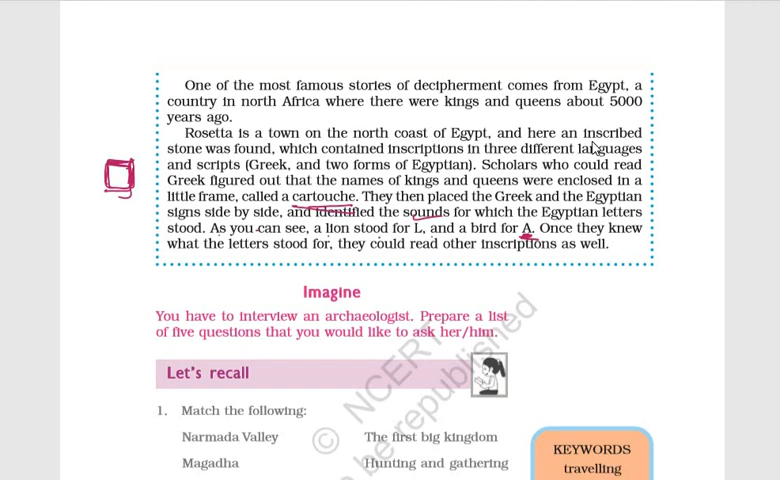 One of the most famous stories of decipherment comes from Egypt, a
country in north Africa where there were kings and queens about 5000
years ago.
Rosetta is a town on the north coast of Egypt, and here an inscribed
stone was found, which contained inscriptions in three different languages
and scripts (Greek, and two forms of Egyptian). Scholars who could read
Greek figured out that the names of kings and queens were enclosed in a
little frame, called a cartouche. They then placed the Greek and the Egyptian
signs side by side, and identified the sounds for which the Egyptian letters
stood. As you can see, a lion stood for L, and a bird for A. Once they knew
what the letters stood for, they could read other inscriptions as well.
Imagine
You have to interview an archaeologist. Prepare a list
of five questions that you would like to ask her/him.
Let's recall
1. Match the following:
Narmada Valley The first big kingdom
Magadha Hunting and gathering
KEYWORDS
travelling
© NCERT
be republished